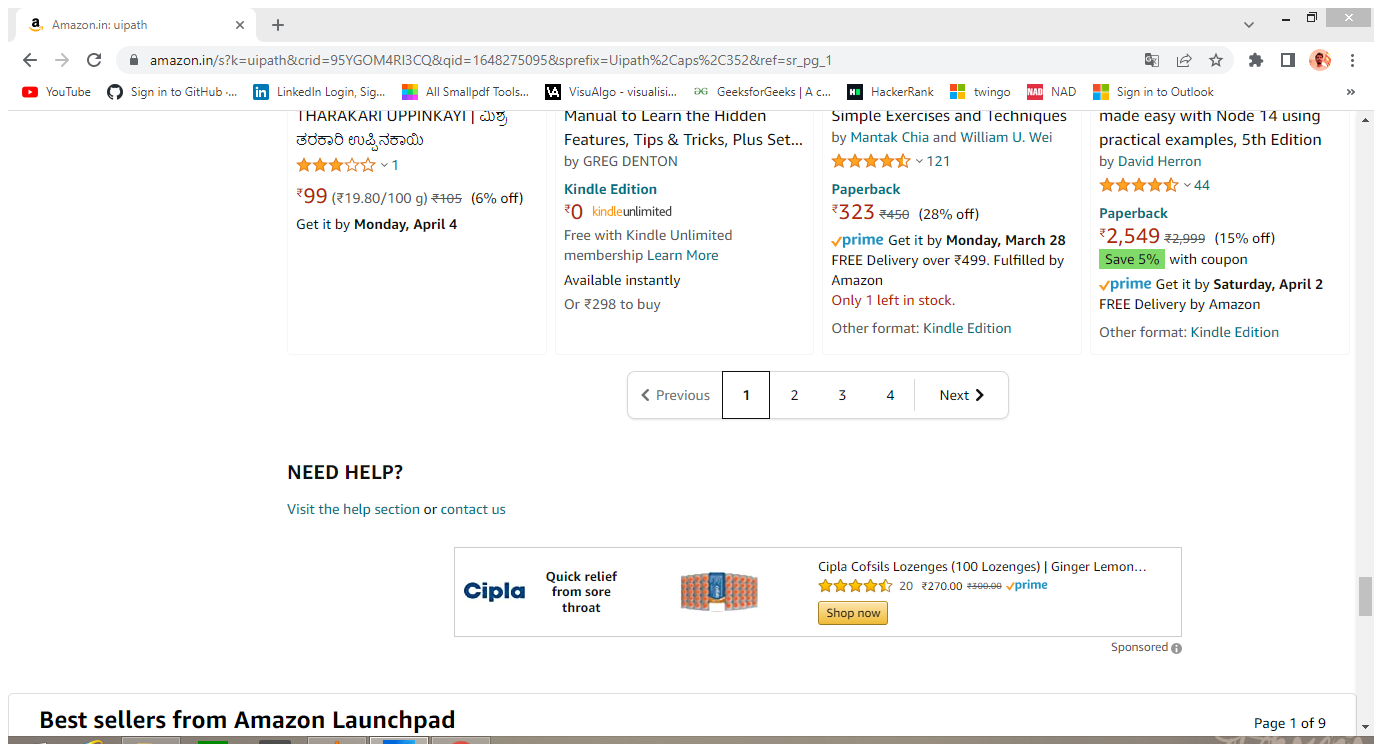 Amazon.in: uipath
amazon.in/s?k=uipath&crid=95YGOM4RI3CQ&qid=1648275095&sprefix=Uipath%2Caps%2C352&ref=sr_pg_1
YouTube
Sign in to GitHub ·...
LinkedIn Login, Sig...
All Smallpdf Tools...
VisuAlgo - visualisi...
GeeksforGeeks | A c...
HackerRank
twingo
NAD
Sign in to Outlook
»
THARAKARI UPPINKAYI | ಮಿಶ್ರ
ತರಕಾರಿ ಉಪ್ಪಿನಕಾಯಿ
1
₹99 (₹19.80/100 g) ₹105 (6% off)
Get it by Monday, April 4
Manual to Learn the Hidden
Features, Tips & Tricks, Plus Set...
by GREG DENTON
Kindle Edition
₹0 kindleunlimited
Free with Kindle Unlimited
membership Learn More
Available instantly
Or ₹298 to buy
Simple Exercises and Techniques
by Mantak Chia and William U. Wei
121
Paperback
₹323 ₹450 (28% off)
prime Get it by Monday, March 28
FREE Delivery over ₹499. Fulfilled by
Amazon
Only 1 left in stock.
Other format: Kindle Edition
made easy with Node 14 using
practical examples, 5th Edition
by David Herron
44
Paperback
₹2,549 ₹2,999 (15% off)
Save 5% with coupon
prime Get it by Saturday, April 2
FREE Delivery by Amazon
Other format: Kindle Edition
Previous 1 2 3 4 Next
NEED HELP?
Visit the help section or contact us
Cipla
Quick relief
from sore
throat
Cipla Cofsils Lozenges (100 Lozenges) | Ginger Lemon...
20 ₹270.00 ₹300.00 prime
Shop now
Sponsored
Best sellers from Amazon Launchpad
Page 1 of 9